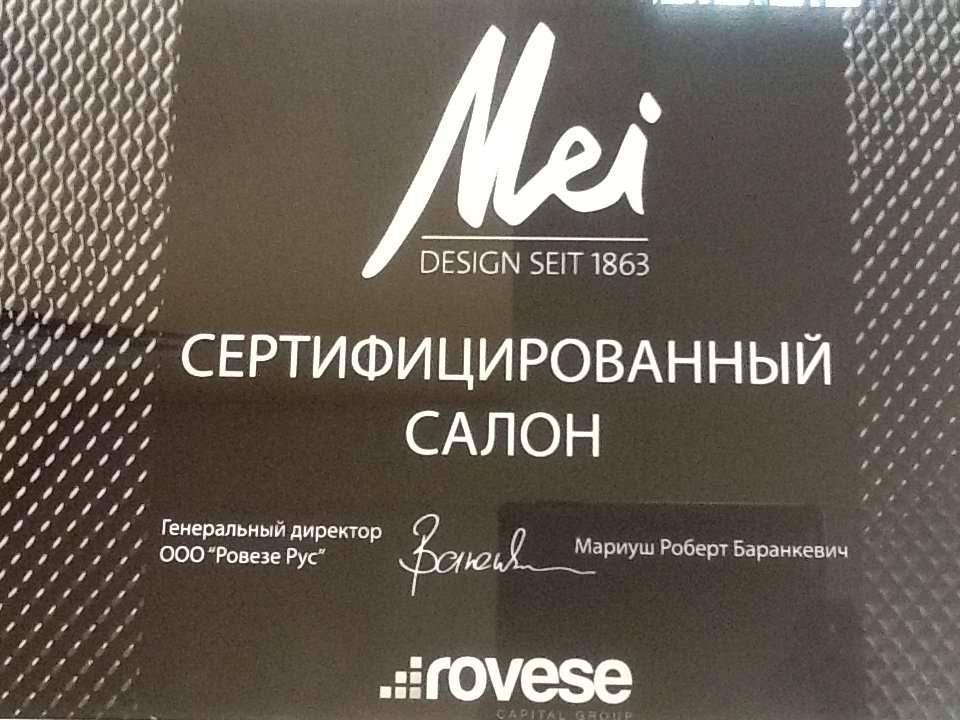 Mei
DESIGN SEIT 1863
СЕРТИФИЦИРОВАННЫЙ
САЛОН
Генеральный директор
ООО "Ровезе Рус"
Мариуш Роберт Баранкевич
rovese
CAPITAL GROUP